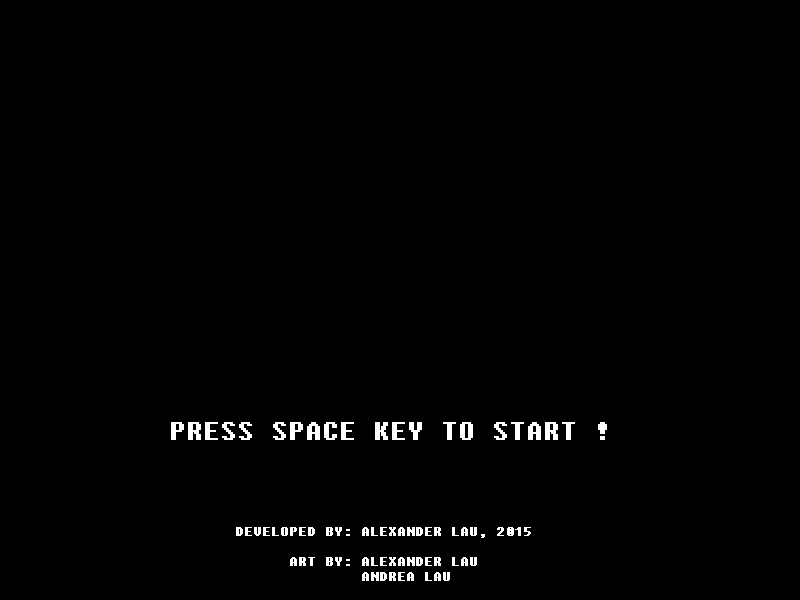 PRESS SPACE KEY TO START !
DEVELOPED BY: ALEXANDER LAU, 2015
ART BY: ALEXANDER LAU
ANDREA LAU